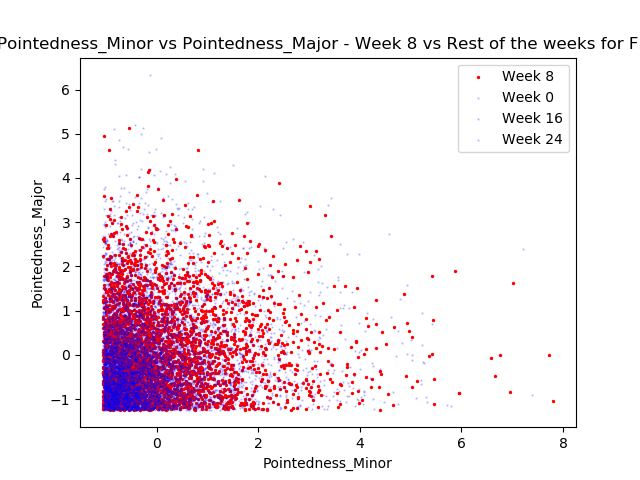 Pointedness_Minor vs Pointedness_Major - Week 8 vs Rest of the weeks for F
Week 8
Week 0
Week 16
Week 24
6
5
4
3
2
1
0
−1
Pointedness_Major
0 2 4 6 8
Pointedness_Minor